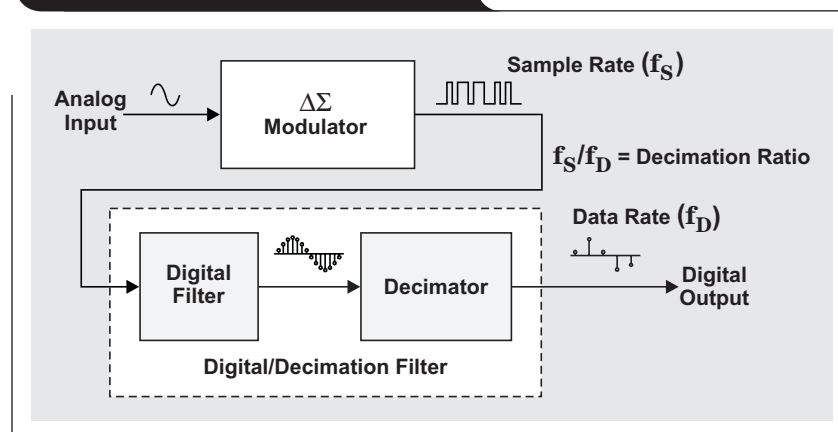 Sample Rate (fS)
Analog
Input
ΔΣ
Modulator
fS/fD = Decimation Ratio
Data Rate (fD)
Digital
Filter
Decimator
Digital
Output
Digital/Decimation Filter